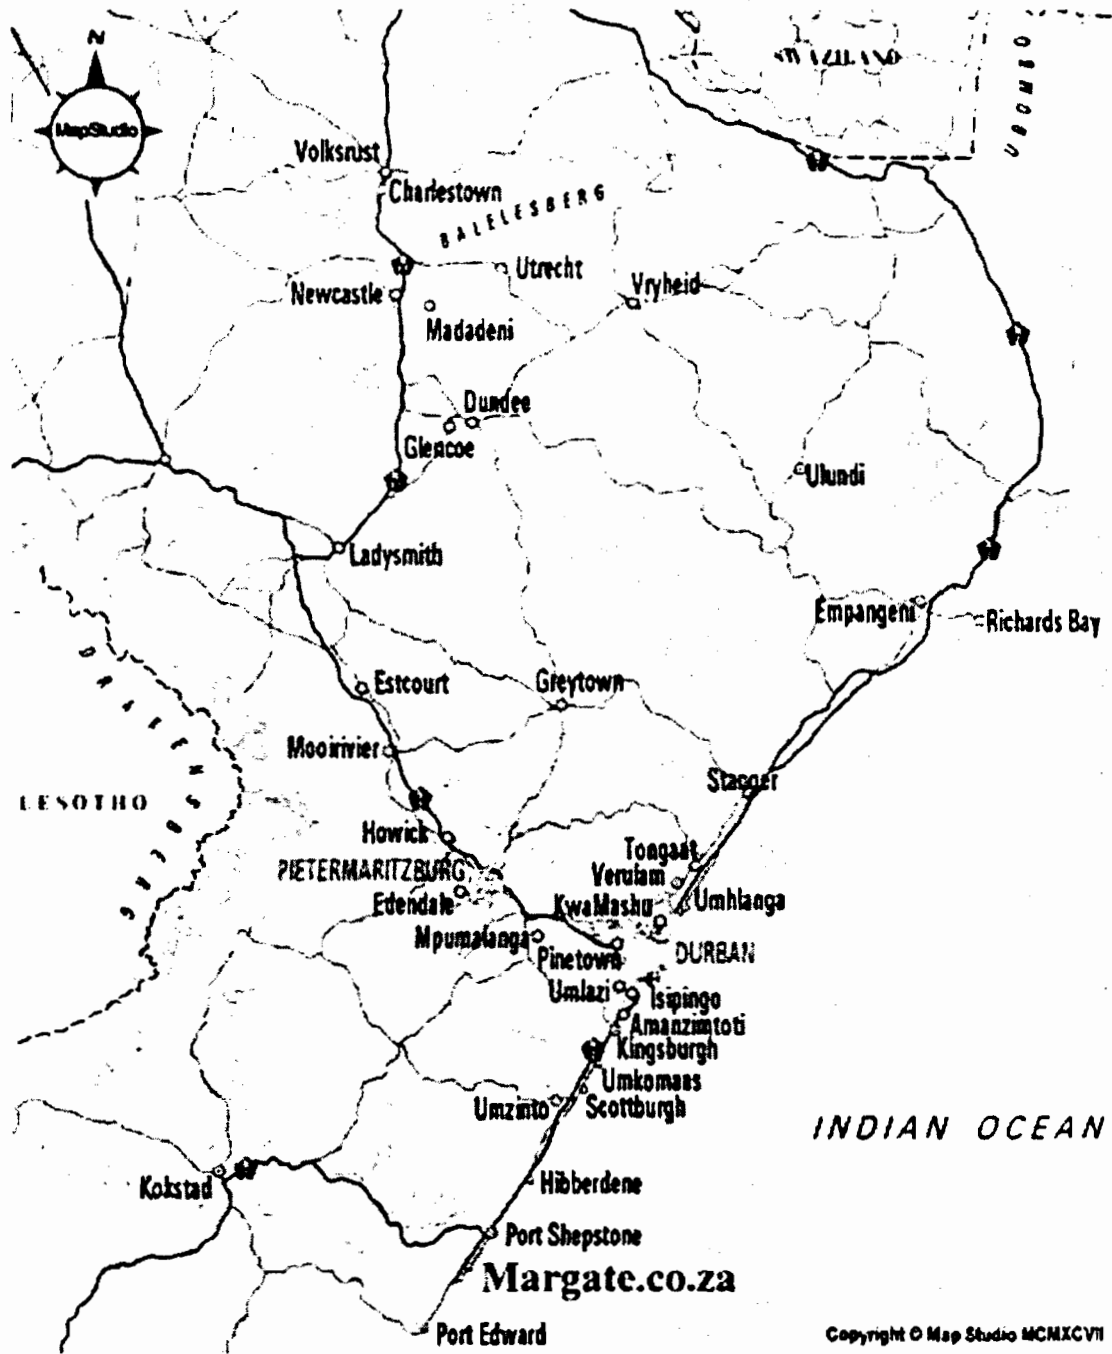 N
MapStudio
UBOMBO
Volksrust
Charlestown
BALELESBERG
Utrecht
Newcastle
Vryheid
Madadeni
Dundee
Glencoe
Ulundi
Ladysmith
Empangeni
Richards Bay
DRAKENSBERG
Estcourt
Greytown
Mooirivier
Stanger
LESOTHO
Howick
Tongaat
PIETERMARITZBURG
Verulam
Edendale
KwaMashu
Umhlanga
Mpumalanga
Pinetown
DURBAN
Umlazi
Isipingo
Amanzimtoti
Kingsburgh
Umkomaas
Umzinto
Scottburgh
INDIAN OCEAN
Kokstad
Hibberdene
Port Shepstone
Margate.co.za
Port Edward
Copyright © Map Studio MCMXCVII